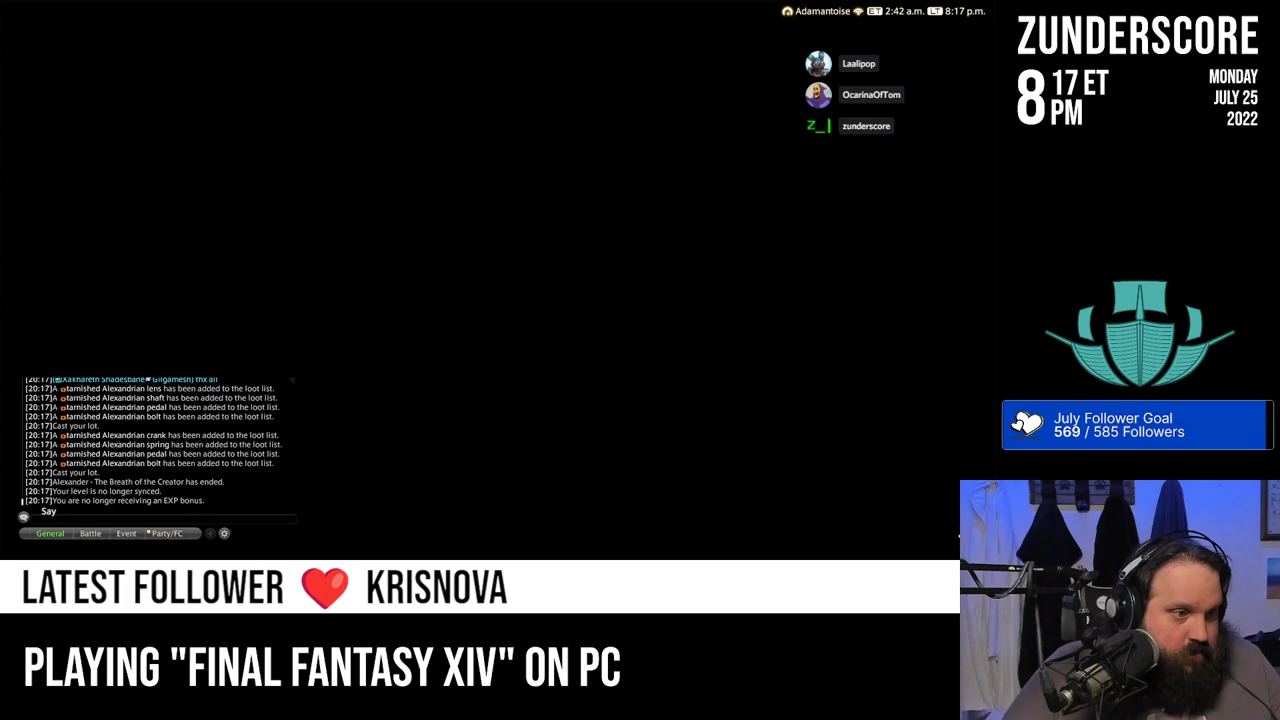 Adamantoise ET 2:42 a.m. LT 8:17 p.m.
Laalipop
OcarinaOfTom
z_| zunderscore
ZUNDERSCORE
8 17 ET PM
MONDAY
JULY 25
2022
July Follower Goal
569 / 585 Followers
[20:17](Xakhareth Shadesbane Gilgamesh) thx all
[20:17]A tarnished Alexandrian lens has been added to the loot list.
[20:17]A tarnished Alexandrian shaft has been added to the loot list.
[20:17]A tarnished Alexandrian pedal has been added to the loot list.
[20:17]A tarnished Alexandrian bolt has been added to the loot list.
[20:17]Cast your lot.
[20:17]A tarnished Alexandrian crank has been added to the loot list.
[20:17]A tarnished Alexandrian spring has been added to the loot list.
[20:17]A tarnished Alexandrian pedal has been added to the loot list.
[20:17]A tarnished Alexandrian bolt has been added to the loot list.
[20:17]Cast your lot.
[20:17]Alexander - The Breath of the Creator has ended.
[20:17]Your level is no longer synced.
[20:17]You are no longer receiving an EXP bonus.
Say
General Battle Event Party/FC
LATEST FOLLOWER KRISNOVA
PLAYING "FINAL FANTASY XIV" ON PC